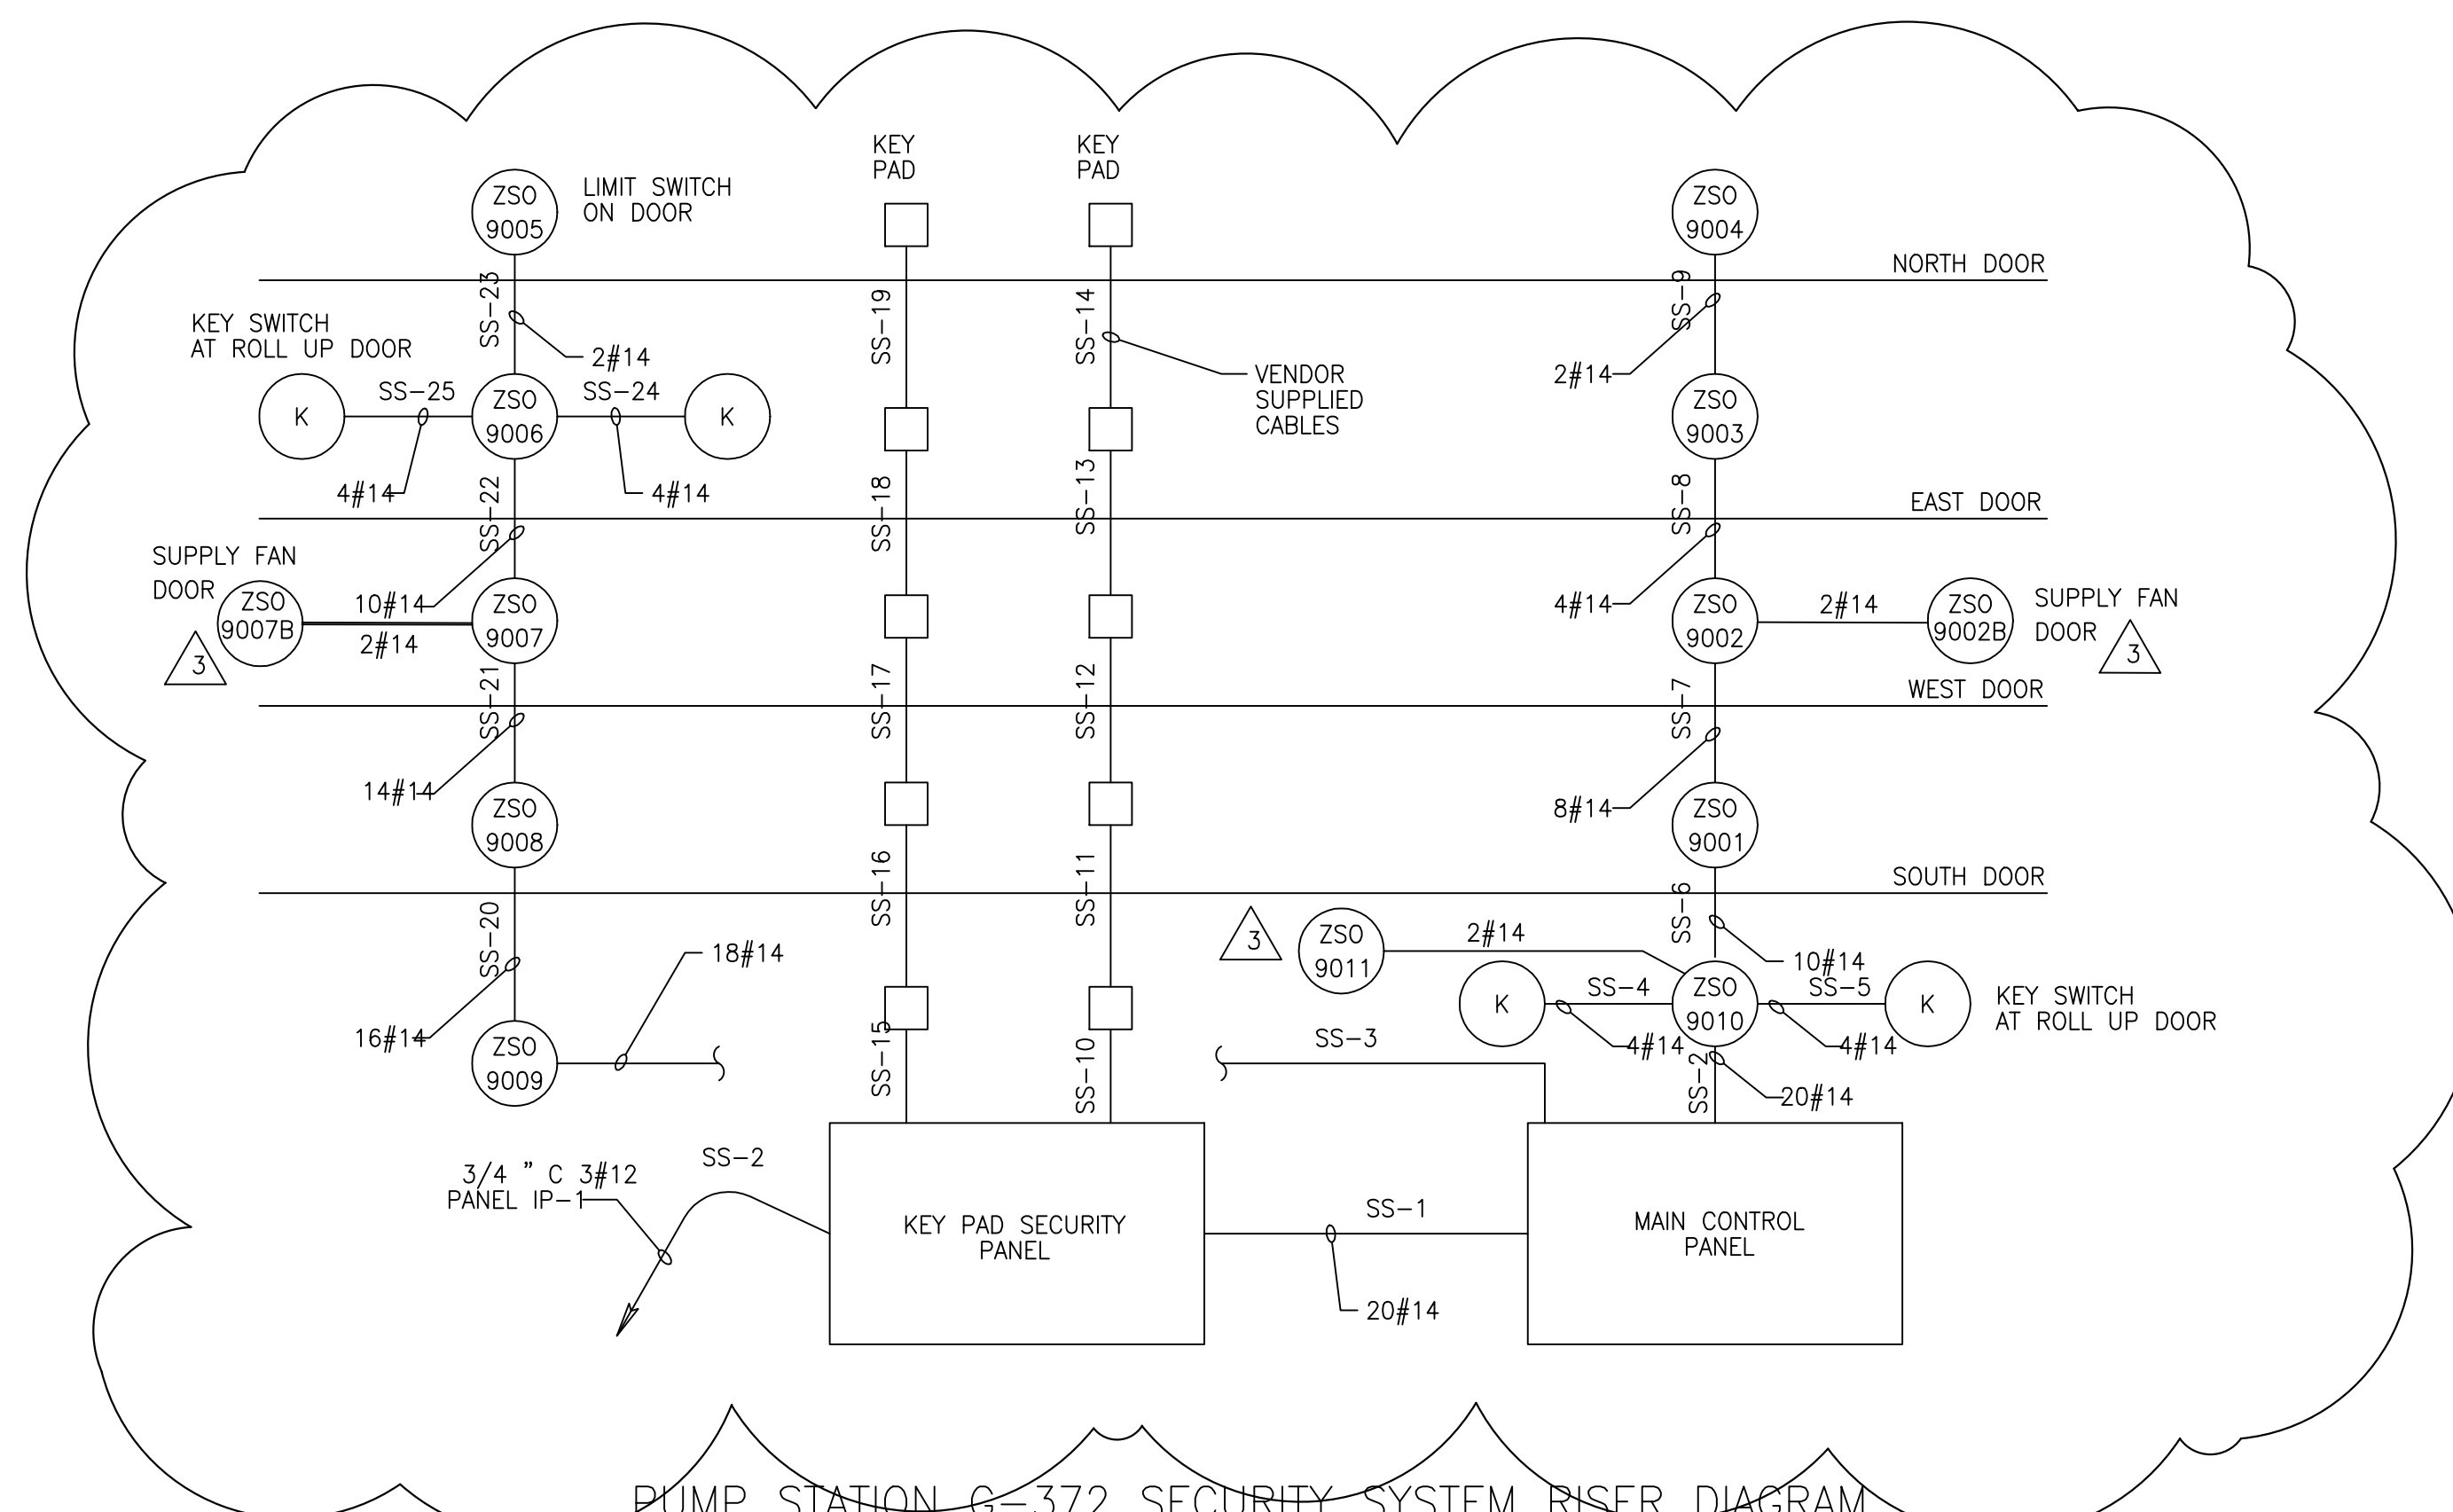 KEY
PAD
KEY
PAD
ZSO
9005
LIMIT SWITCH
ON DOOR
ZSO
9004
NORTH DOOR
SS-23
SS-19
SS-14
SS-9
KEY SWITCH
AT ROLL UP DOOR
2#14
2#14
VENDOR
SUPPLIED
CABLES
K
SS-25
ZSO
9006
SS-24
K
ZSO
9003
4#14
4#14
SS-22
SS-18
SS-13
SS-8
EAST DOOR
SUPPLY FAN
DOOR
ZSO
9007B
10#14
2#14
ZSO
9007
3
4#14
ZSO
9002
2#14
ZSO
9002B
SUPPLY FAN
DOOR
3
SS-21
SS-17
SS-12
SS-7
WEST DOOR
14#14
8#14
ZSO
9008
ZSO
9001
SS-16
SS-11
SS-6
SOUTH DOOR
SS-20
18#14
3
ZSO
9011
2#14
10#14
16#14
ZSO
9009
SS-15
SS-10
SS-3
K
SS-4
4#14
ZSO
9010
SS-5
4#14
K
KEY SWITCH
AT ROLL UP DOOR
SS-2
20#14
3/4 " C 3#12
PANEL IP-1
SS-2
KEY PAD SECURITY
PANEL
SS-1
20#14
MAIN CONTROL
PANEL
PUMP STATION G-372 SECURITY SYSTEM RISER DIAGRAM